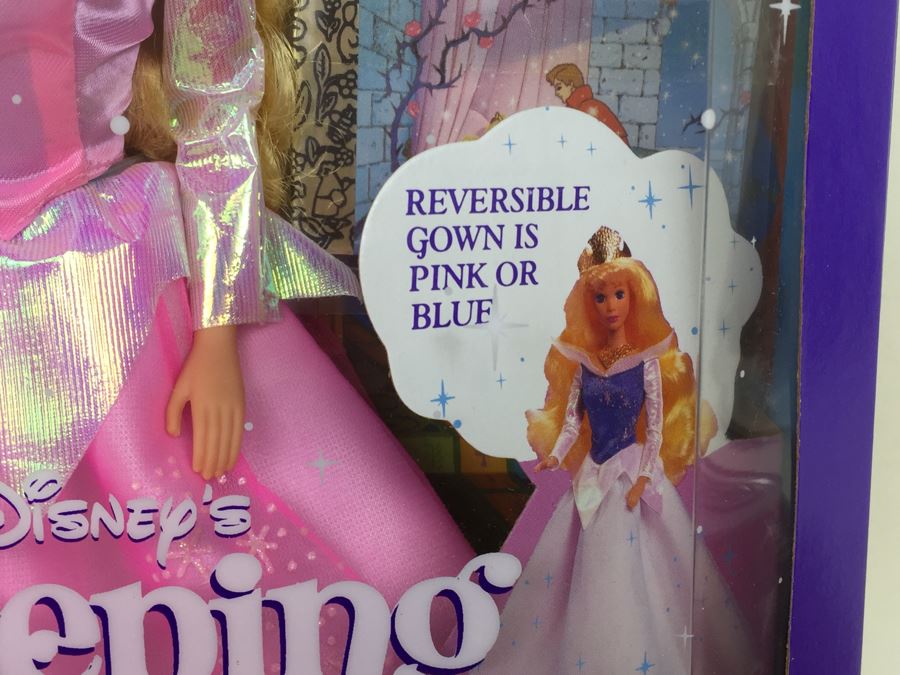 REVERSIBLE
GOWN IS
PINK OR
BLUE
DISNEY'S
eping